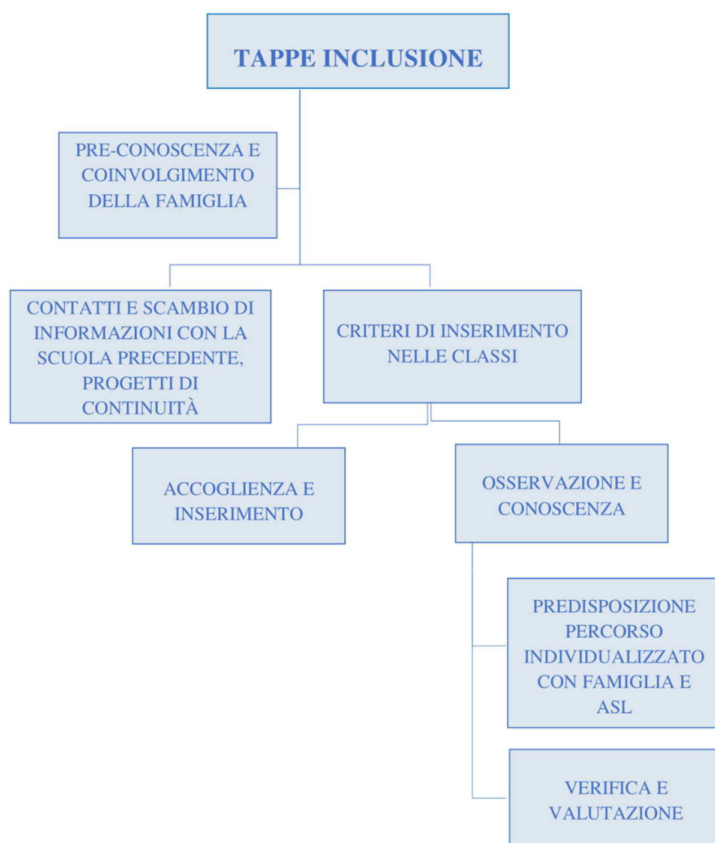 TAPPE INCLUSIONE
PRE-CONOSCENZA E
COINVOLGIMENTO
DELLA FAMIGLIA
CONTATTI E SCAMBIO DI
INFORMAZIONI CON LA
SCUOLA PRECEDENTE,
PROGETTI DI
CONTINUITÀ
CRITERI DI INSERIMENTO
NELLE CLASSI
ACCOGLIENZA E
INSERIMENTO
OSSERVAZIONE E
CONOSCENZA
PREDISPOSIZIONE
PERCORSO
INDIVIDUALIZZATO
CON FAMIGLIA E
ASL
VERIFICA E
VALUTAZIONE